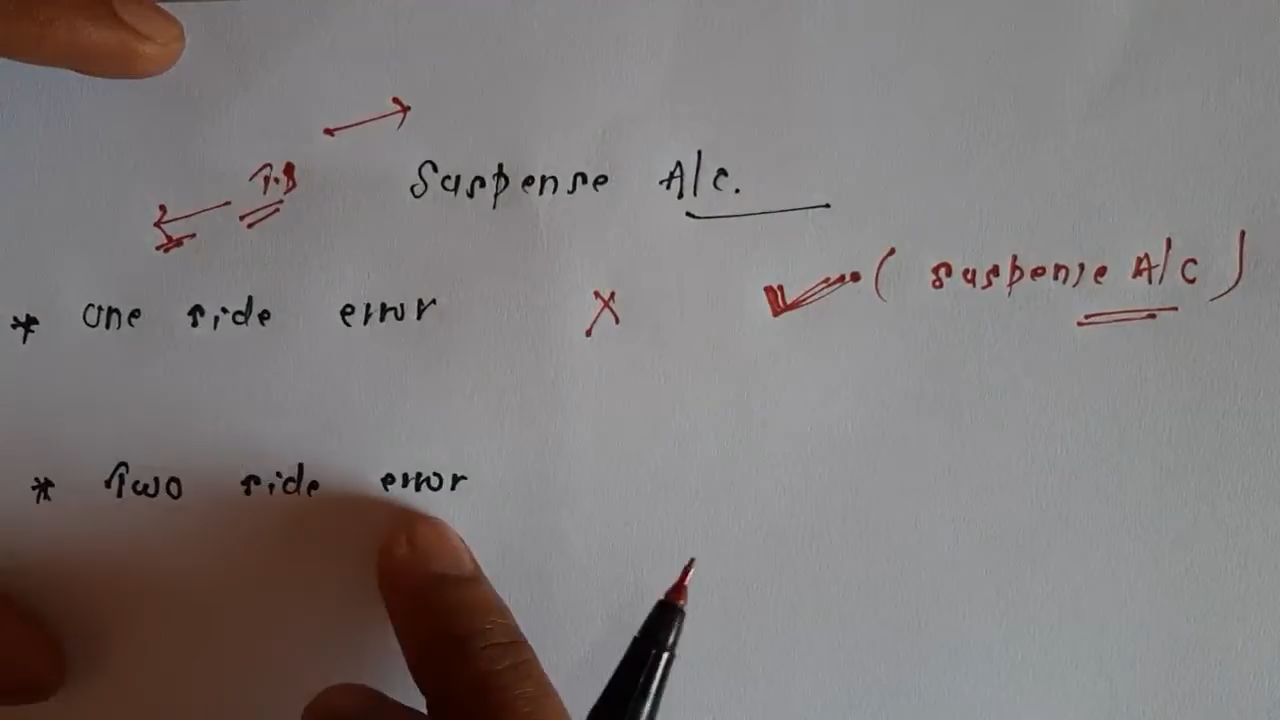 T.B
Suspense A/c.
(suspense A/c)
* one side error X
* Two side error